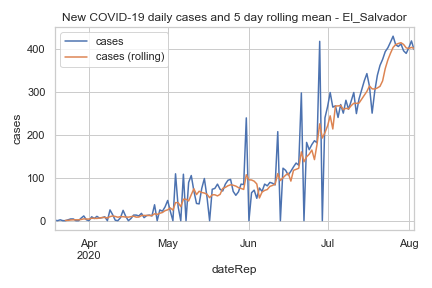 New COVID-19 daily cases and 5 day rolling mean - El_Salvador
cases
cases (rolling)
400
300
200
100
0
cases
Apr
2020
May
Jun
Jul
Aug
dateRep